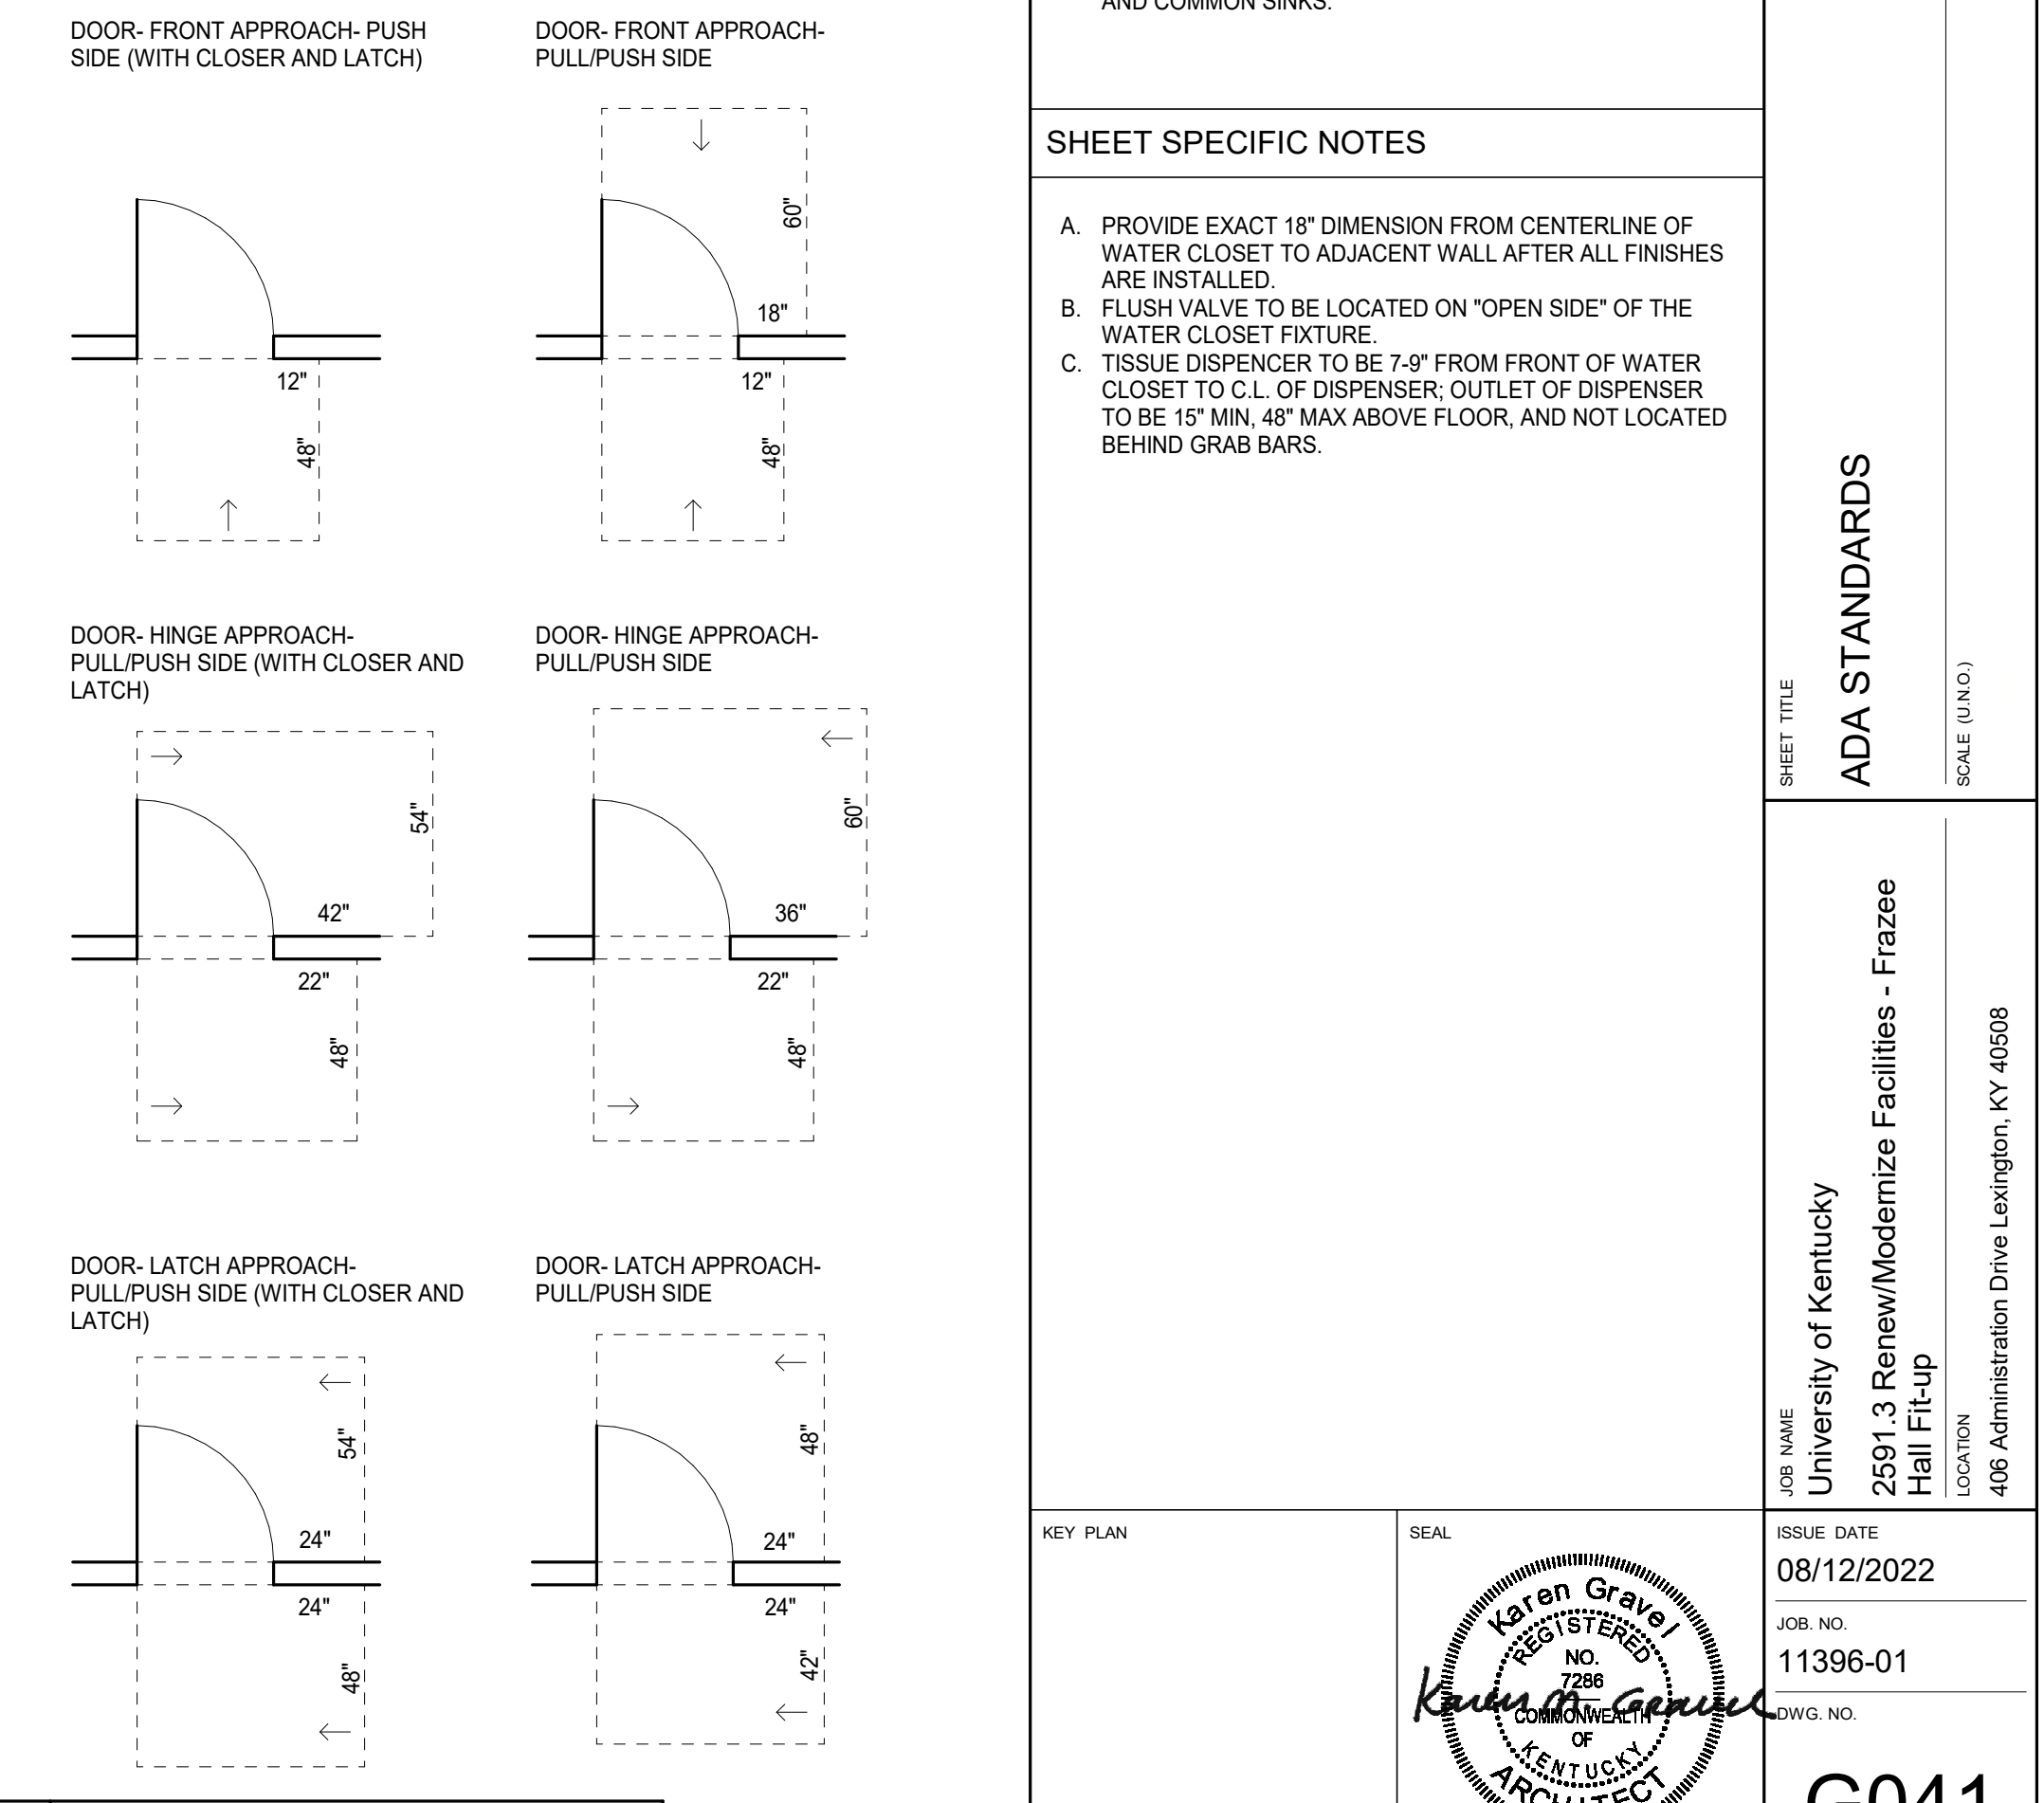 AND COMMON SINKS.
DOOR- FRONT APPROACH- PUSH
SIDE (WITH CLOSER AND LATCH)
12"
48"
DOOR- FRONT APPROACH-
PULL/PUSH SIDE
60"
18"
12"
48"
DOOR- HINGE APPROACH-
PULL/PUSH SIDE (WITH CLOSER AND
LATCH)
54"
42"
22"
48"
DOOR- HINGE APPROACH-
PULL/PUSH SIDE
60"
36"
22"
48"
DOOR- LATCH APPROACH-
PULL/PUSH SIDE (WITH CLOSER AND
LATCH)
54"
24"
24"
48"
DOOR- LATCH APPROACH-
PULL/PUSH SIDE
48"
24"
24"
42"
SHEET SPECIFIC NOTES
A. PROVIDE EXACT 18" DIMENSION FROM CENTERLINE OF
WATER CLOSET TO ADJACENT WALL AFTER ALL FINISHES
ARE INSTALLED.
B. FLUSH VALVE TO BE LOCATED ON "OPEN SIDE" OF THE
WATER CLOSET FIXTURE.
C. TISSUE DISPENCER TO BE 7-9" FROM FRONT OF WATER
CLOSET TO C.L. OF DISPENSER; OUTLET OF DISPENSER
TO BE 15" MIN, 48" MAX ABOVE FLOOR, AND NOT LOCATED
BEHIND GRAB BARS.
SHEET TITLE
ADA STANDARDS
SCALE (U.N.O.)
JOB NAME
University of Kentucky
2591.3 Renew/Modernize Facilities - Frazee
Hall Fit-up
LOCATION
406 Administration Drive Lexington, KY 40508
KEY PLAN
SEAL
Karen Gravel
REGISTERED
NO.
7286
COMMONWEALTH
OF
KENTUCKY
ARCHITECT
Karen M. Gravel
ISSUE DATE
08/12/2022
JOB. NO.
11396-01
DWG. NO.
G041